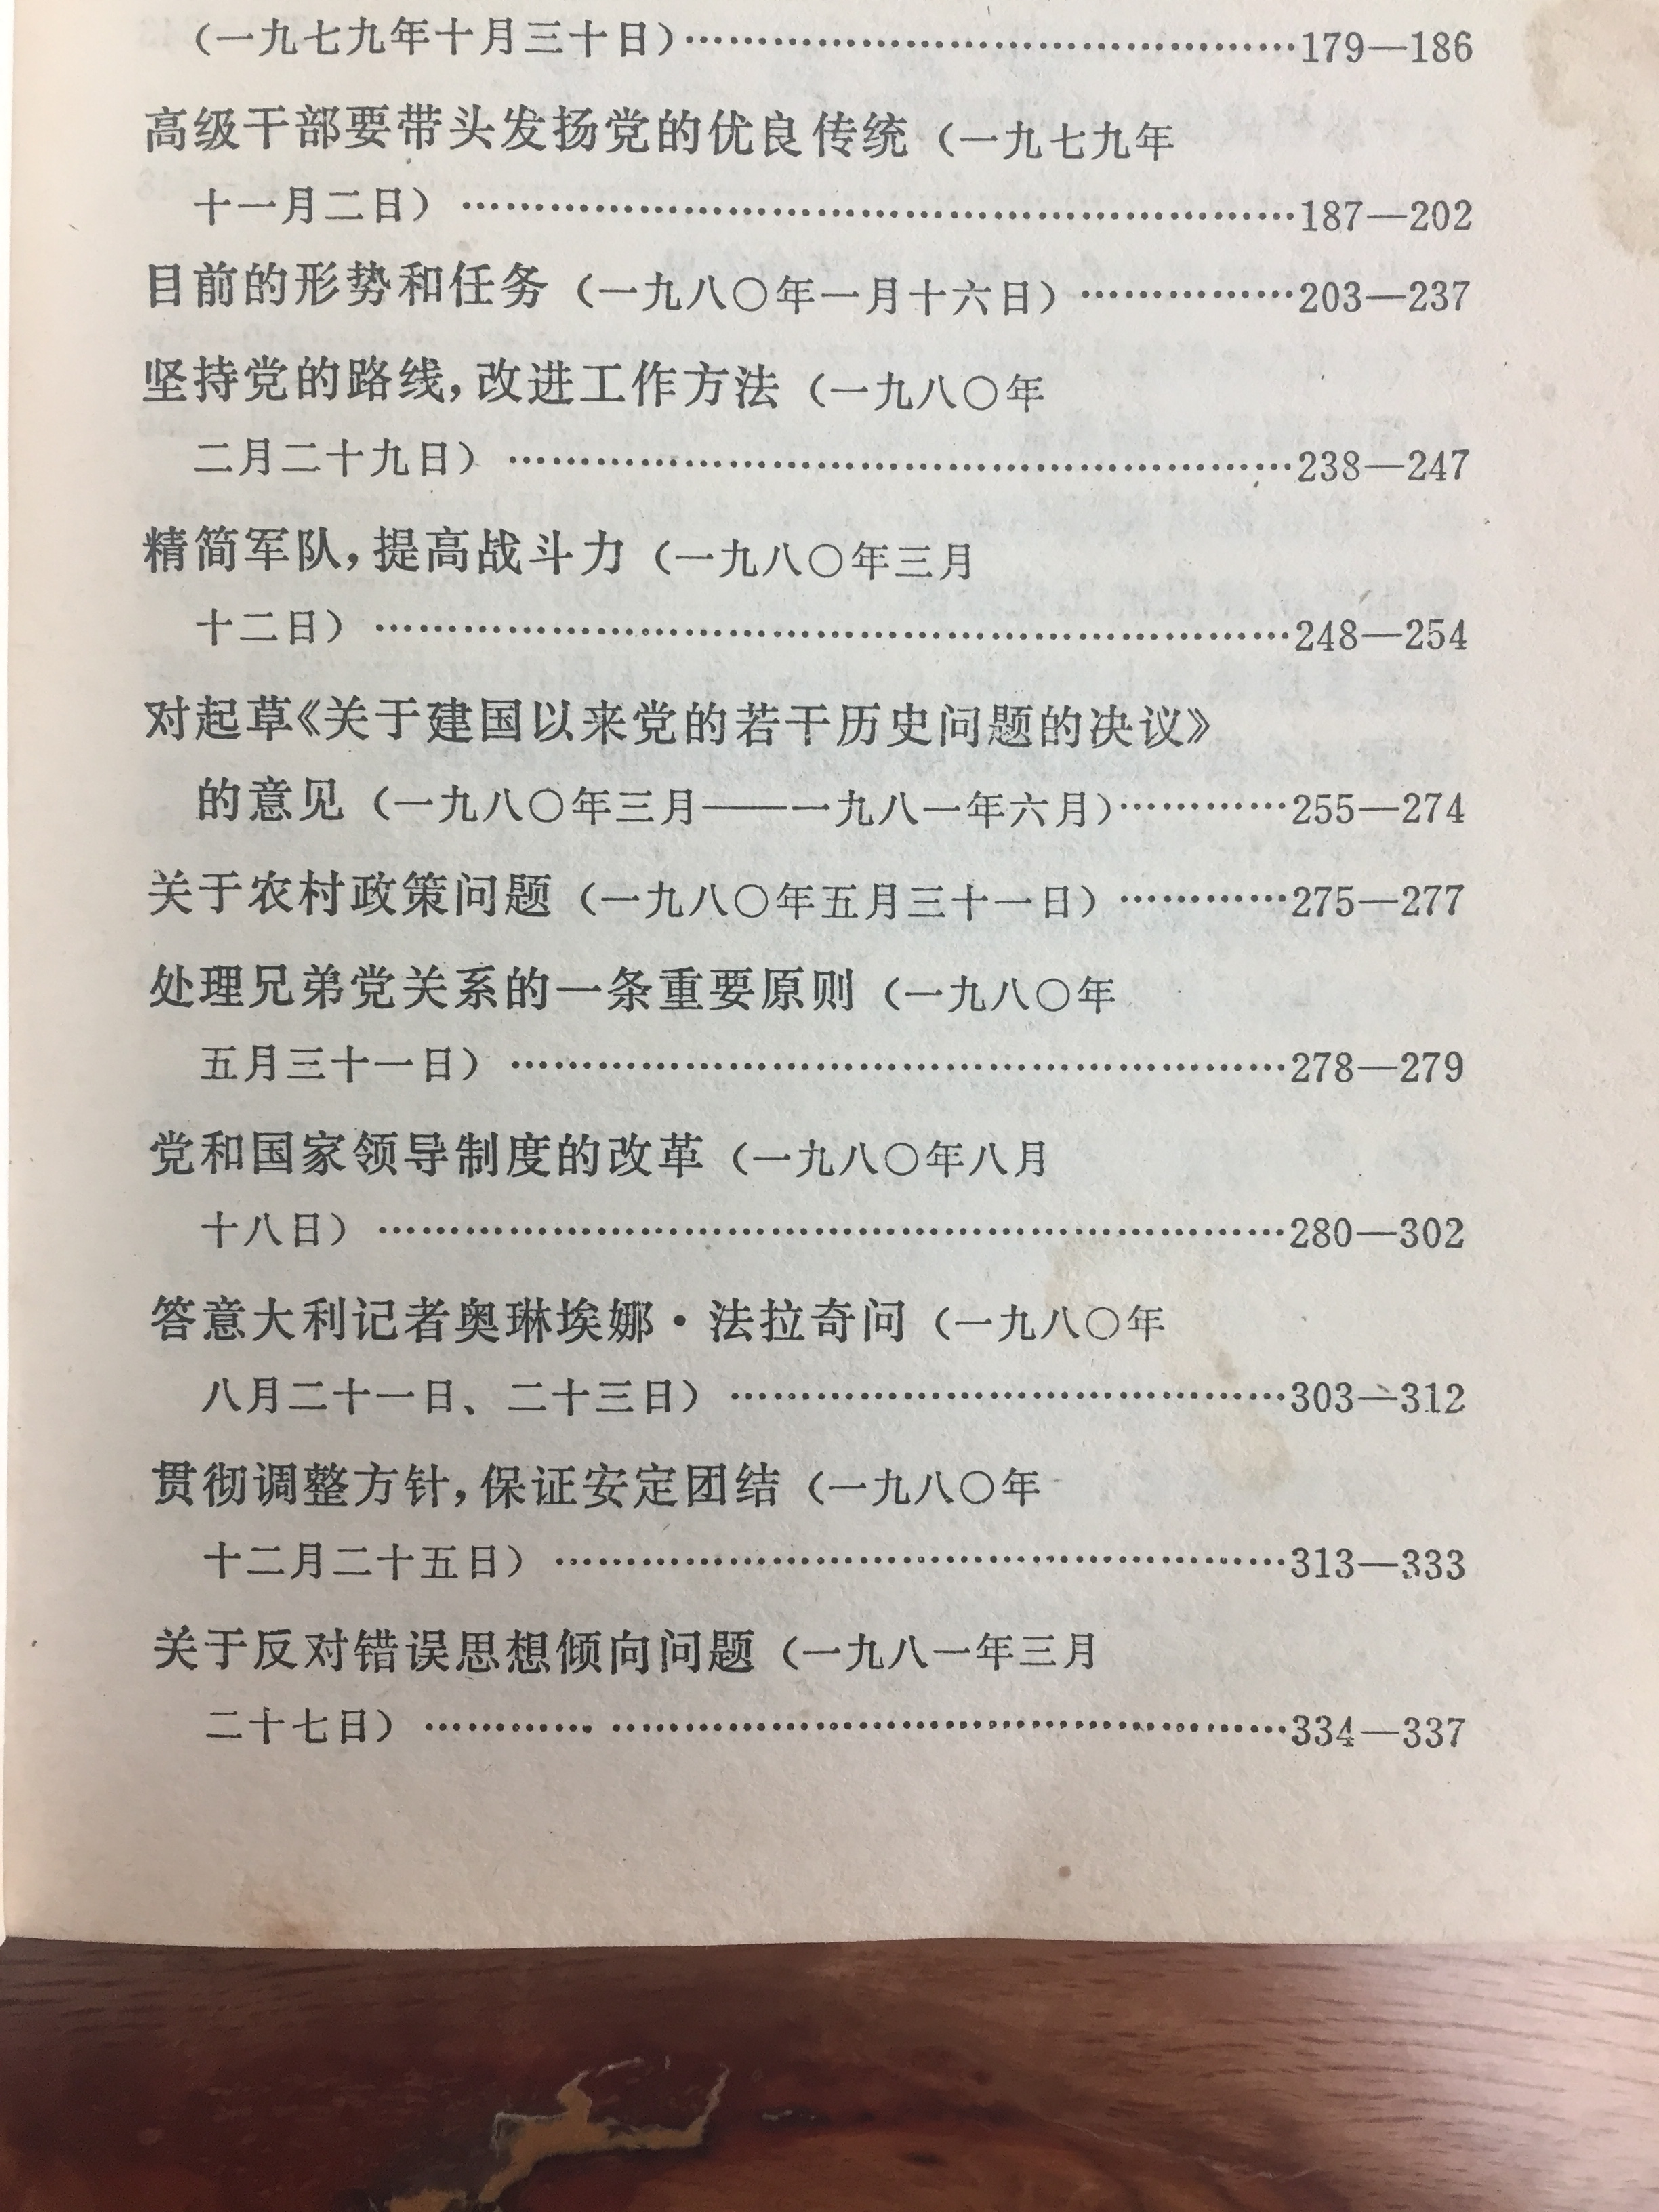 （一九七九年十月三十日）…………………………………179—186
高级干部要带头发扬党的优良传统（一九七九年
十一月二日）………………………………………………187—202
目前的形势和任务（一九八〇年一月十六日）……………203—237
坚持党的路线，改进工作方法（一九八〇年
二月二十九日）……………………………………………238—247
精简军队，提高战斗力（一九八〇年三月
十二日）……………………………………………………248—254
对起草《关于建国以来党的若干历史问题的决议》
的意见（一九八〇年三月——一九八一年六月）…………255—274
关于农村政策问题（一九八〇年五月三十一日）…………275—277
处理兄弟党关系的一条重要原则（一九八〇年
五月三十一日）……………………………………………278—279
党和国家领导制度的改革（一九八〇年八月
十八日）……………………………………………………280—302
答意大利记者奥琳埃娜·法拉奇问（一九八〇年
八月二十一日、二十三日）………………………………303—312
贯彻调整方针，保证安定团结（一九八〇年
十二月二十五日）…………………………………………313—333
关于反对错误思想倾向问题（一九八一年三月
二十七日）…………………………………………………334—337